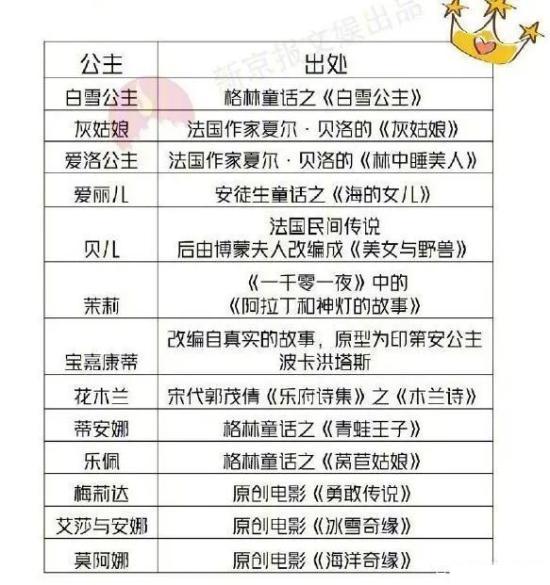 新京报文娱出品
公主 出处
白雪公主 格林童话之《白雪公主》
灰姑娘 法国作家夏尔·贝洛的《灰姑娘》
爱洛公主 法国作家夏尔·贝洛的《林中睡美人》
爱丽儿 安徒生童话之《海的女儿》
贝儿 法国民间传说
后由博蒙夫人改编成《美女与野兽》
茉莉 《一千零一夜》中的
《阿拉丁和神灯的故事》
宝嘉康蒂 改编自真实的故事，原型为印第安公主
波卡洪塔斯
花木兰 宋代郭茂倩《乐府诗集》之《木兰诗》
蒂安娜 格林童话之《青蛙王子》
乐佩 格林童话之《莴苣姑娘》
梅莉达 原创电影《勇敢传说》
艾莎与安娜 原创电影《冰雪奇缘》
莫阿娜 原创电影《海洋奇缘》